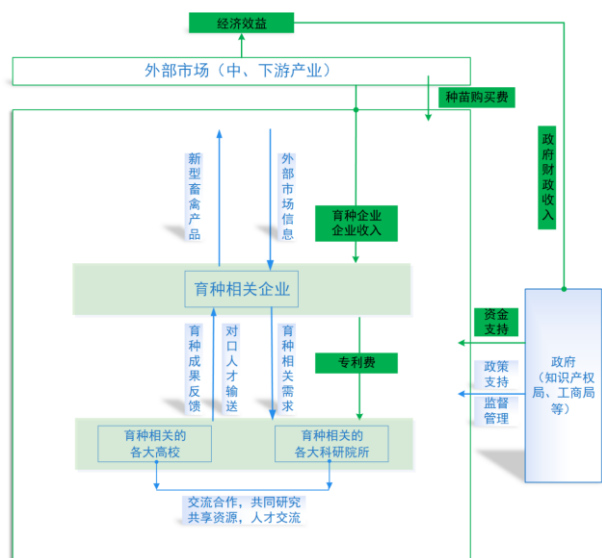 经济效益
外部市场（中、下游产业）
种苗购买费
政府财政收入
新型畜禽产品
外部市场信息
育种企业
企业收入
育种相关企业
资金
支持
政府
（知识产权
局、工商局
等）
政策
支持
监督
管理
育种成果反馈
对口人才输送
育种相关需求
专利费
育种相关的
各大高校
育种相关的
各大科研院所
交流合作，共同研究
共享资源，人才交流